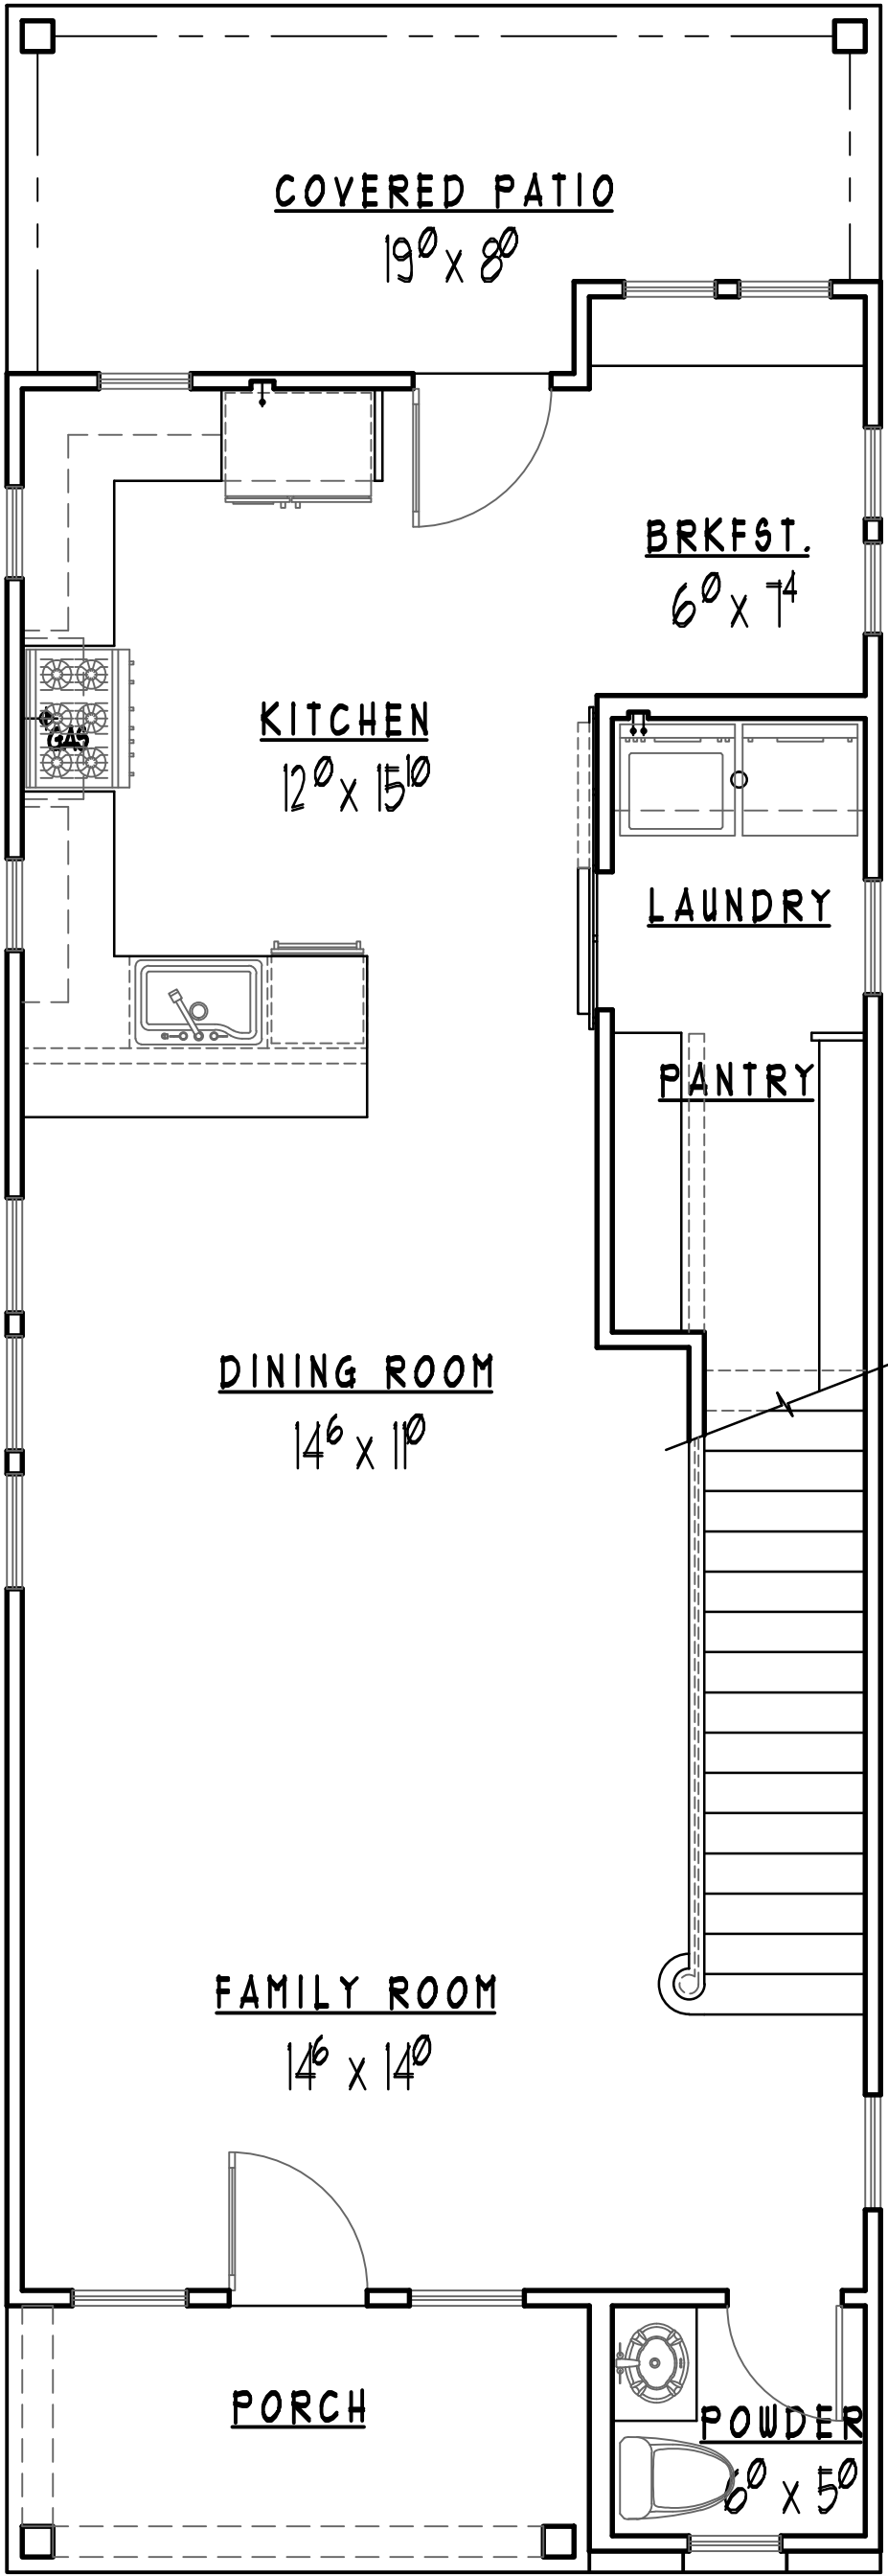 COVERED PATIO
19⁰ x 8⁰
BRKFST.
6⁰ x 7⁴
KITCHEN
12⁰ x 15¹⁰
GAS
LAUNDRY
PANTRY
DINING ROOM
14⁶ x 11⁰
FAMILY ROOM
14⁶ x 14⁰
PORCH
POWDER
6⁰ x 5⁰